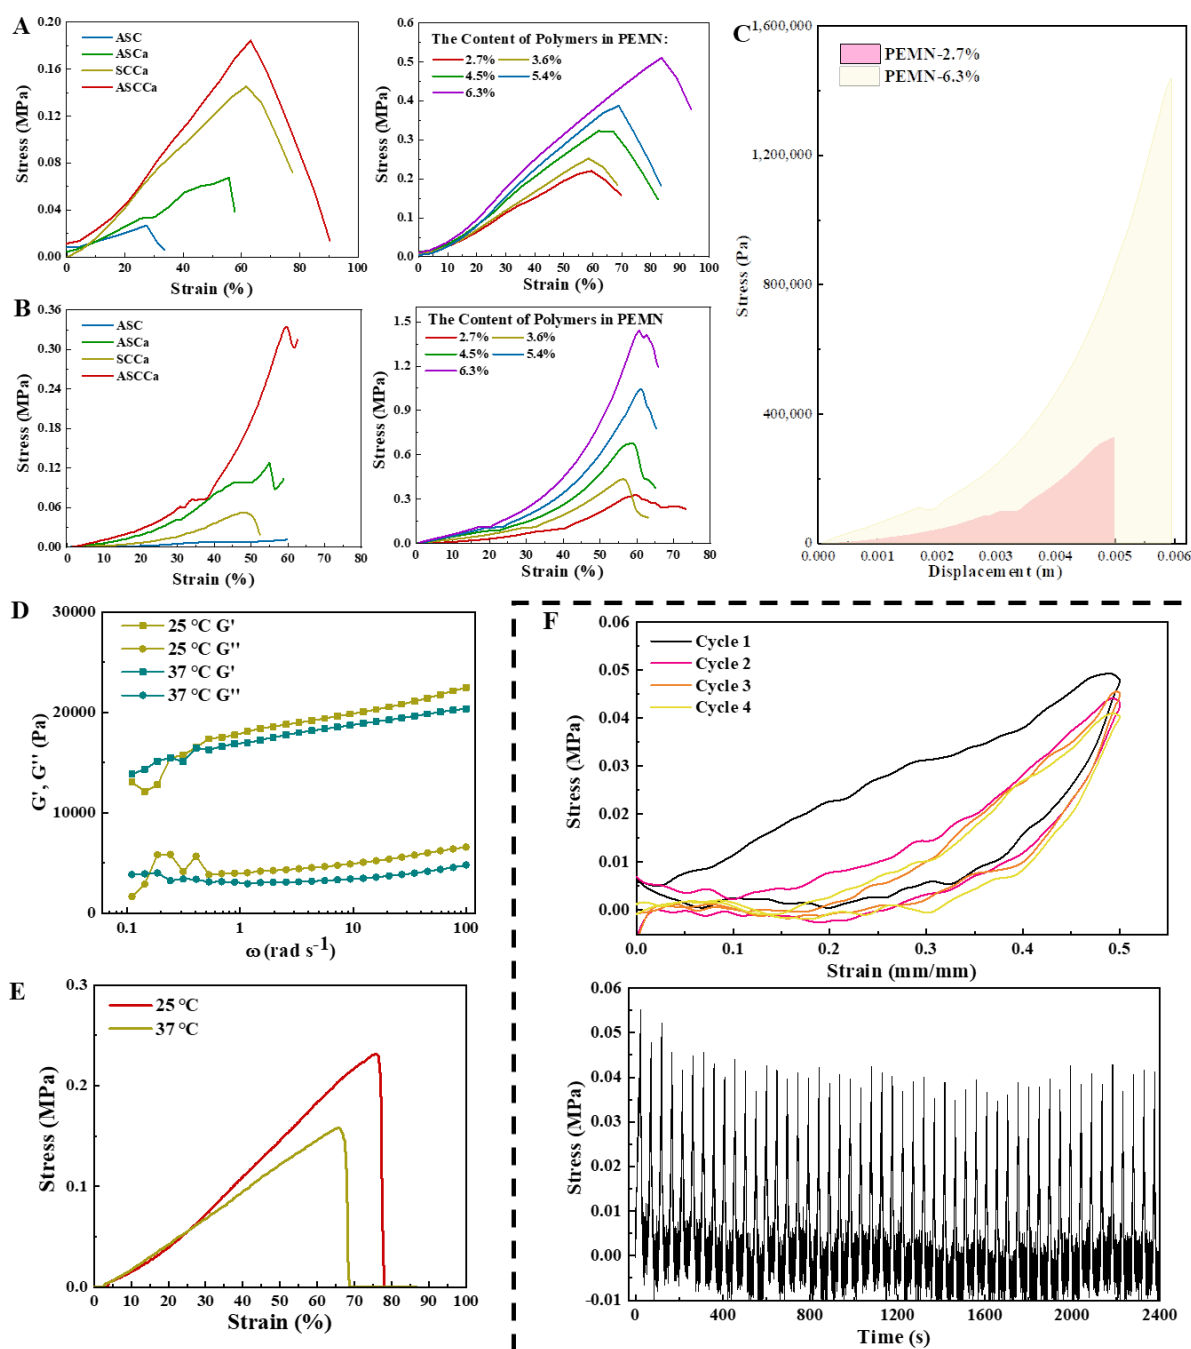 A
ASC
ASCa
SCCa
ASCCa
Stress (MPa)
0.20
0.16
0.12
0.08
0.04
0.00
0 20 40 60 80 100
Strain (%)
The Content of Polymers in PEMN:
2.7% 3.6%
4.5% 5.4%
6.3%
Stress (MPa)
0.6
0.5
0.4
0.3
0.2
0.1
0.0
0 10 20 30 40 50 60 70 80 90 100
Strain (%)
B
ASC
ASCa
SCCa
ASCCa
Stress (MPa)
0.36
0.30
0.24
0.18
0.12
0.06
0.00
0 10 20 30 40 50 60 70 80
Strain (%)
The Content of Polymers in PEMN
2.7% 3.6%
4.5% 5.4%
6.3%
Stress (MPa)
1.5
1.2
0.9
0.6
0.3
0.0
0 10 20 30 40 50 60 70 80
Strain (%)
C
PEMN-2.7%
PEMN-6.3%
Stress (Pa)
1,600,000
1,200,000
800,000
400,000
0
0.000 0.001 0.002 0.003 0.004 0.005 0.006
Displacement (m)
D
25 °C G'
25 °C G''
37 °C G'
37 °C G''
G', G'' (Pa)
30000
20000
10000
0
0.1 1 10 100
ω (rad s-1)
E
25 °C
37 °C
Stress (MPa)
0.3
0.2
0.1
0.0
0 10 20 30 40 50 60 70 80 90 100
Strain (%)
F
Cycle 1
Cycle 2
Cycle 3
Cycle 4
Stress (MPa)
0.06
0.05
0.04
0.03
0.02
0.01
0.00
0.0 0.1 0.2 0.3 0.4 0.5
Strain (mm/mm)
Stress (MPa)
0.06
0.05
0.04
0.03
0.02
0.01
0.00
-0.01
0 400 800 1200 1600 2000 2400
Time (s)